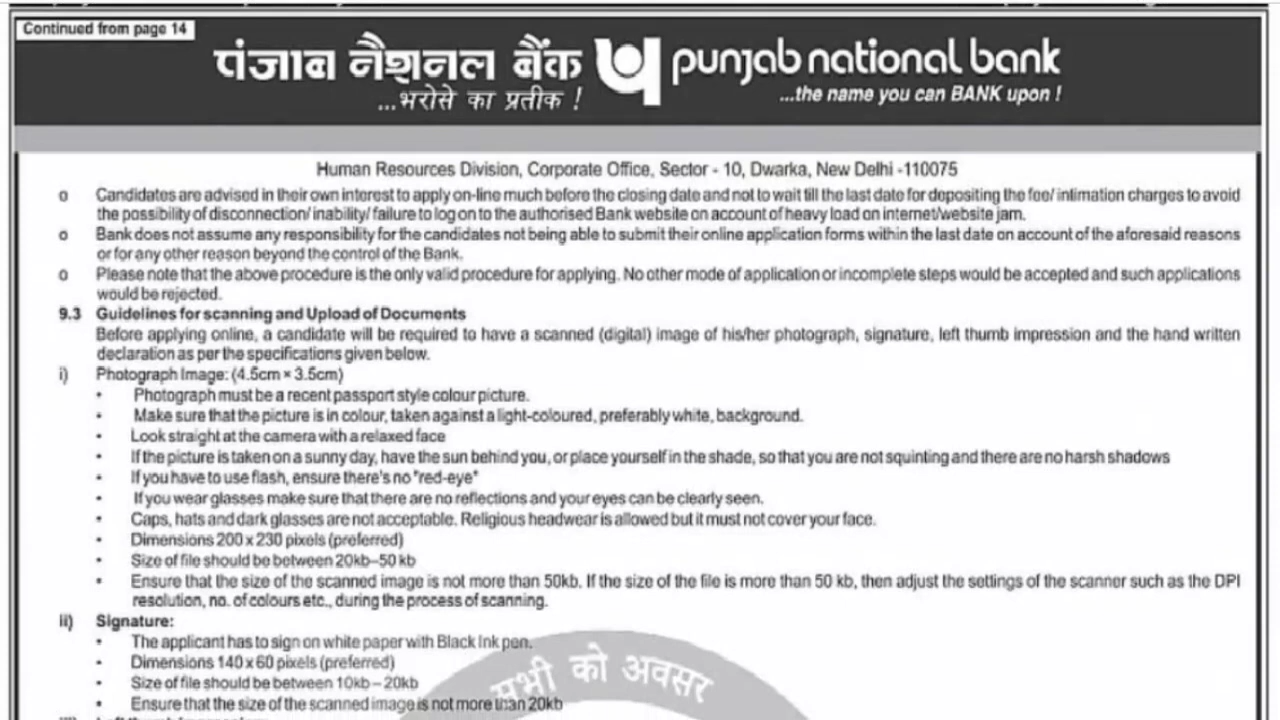 Continued from page 14
पंजाब नैशनल बैंक punjab national bank
...भरोसे का प्रतीक ! ...the name you can BANK upon !
Human Resources Division, Corporate Office, Sector - 10, Dwarka, New Delhi -110075
o Candidates are advised in their own interest to apply on-line much before the closing date and not to wait till the last date for depositing the fee/ intimation charges to avoid
the possibility of disconnection/ inability/ failure to log on to the authorised Bank website on account of heavy load on internet/website jam.
o Bank does not assume any responsibility for the candidates not being able to submit their online application forms within the last date on account of the aforesaid reasons
or for any other reason beyond the control of the Bank.
o Please note that the above procedure is the only valid procedure for applying. No other mode of application or incomplete steps would be accepted and such applications
would be rejected.
9.3 Guidelines for scanning and Upload of Documents
Before applying online, a candidate will be required to have a scanned (digital) image of his/her photograph, signature, left thumb impression and the hand written
declaration as per the specifications given below.
i) Photograph Image: (4.5cm × 3.5cm)
• Photograph must be a recent passport style colour picture.
• Make sure that the picture is in colour, taken against a light-coloured, preferably white, background.
• Look straight at the camera with a relaxed face
• If the picture is taken on a sunny day, have the sun behind you, or place yourself in the shade, so that you are not squinting and there are no harsh shadows
• If you have to use flash, ensure there's no "red-eye"
• If you wear glasses make sure that there are no reflections and your eyes can be clearly seen.
• Caps, hats and dark glasses are not acceptable. Religious headwear is allowed but it must not cover your face.
• Dimensions 200 x 230 pixels (preferred)
• Size of file should be between 20kb–50 kb
• Ensure that the size of the scanned image is not more than 50kb. If the size of the file is more than 50 kb, then adjust the settings of the scanner such as the DPI
resolution, no. of colours etc., during the process of scanning.
ii) Signature:
• The applicant has to sign on white paper with Black Ink pen.
• Dimensions 140 x 60 pixels (preferred)
• Size of file should be between 10kb – 20kb
• Ensure that the size of the scanned image is not more than 20kb
सभी को अवसर